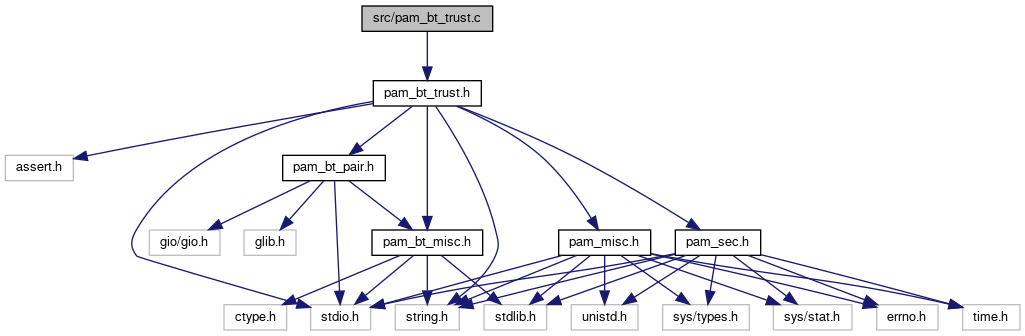 src/pam_bt_trust.c
pam_bt_trust.h
assert.h
pam_bt_pair.h
gio/gio.h
glib.h
pam_bt_misc.h
pam_misc.h
pam_sec.h
ctype.h
stdio.h
string.h
stdlib.h
unistd.h
sys/types.h
sys/stat.h
errno.h
time.h